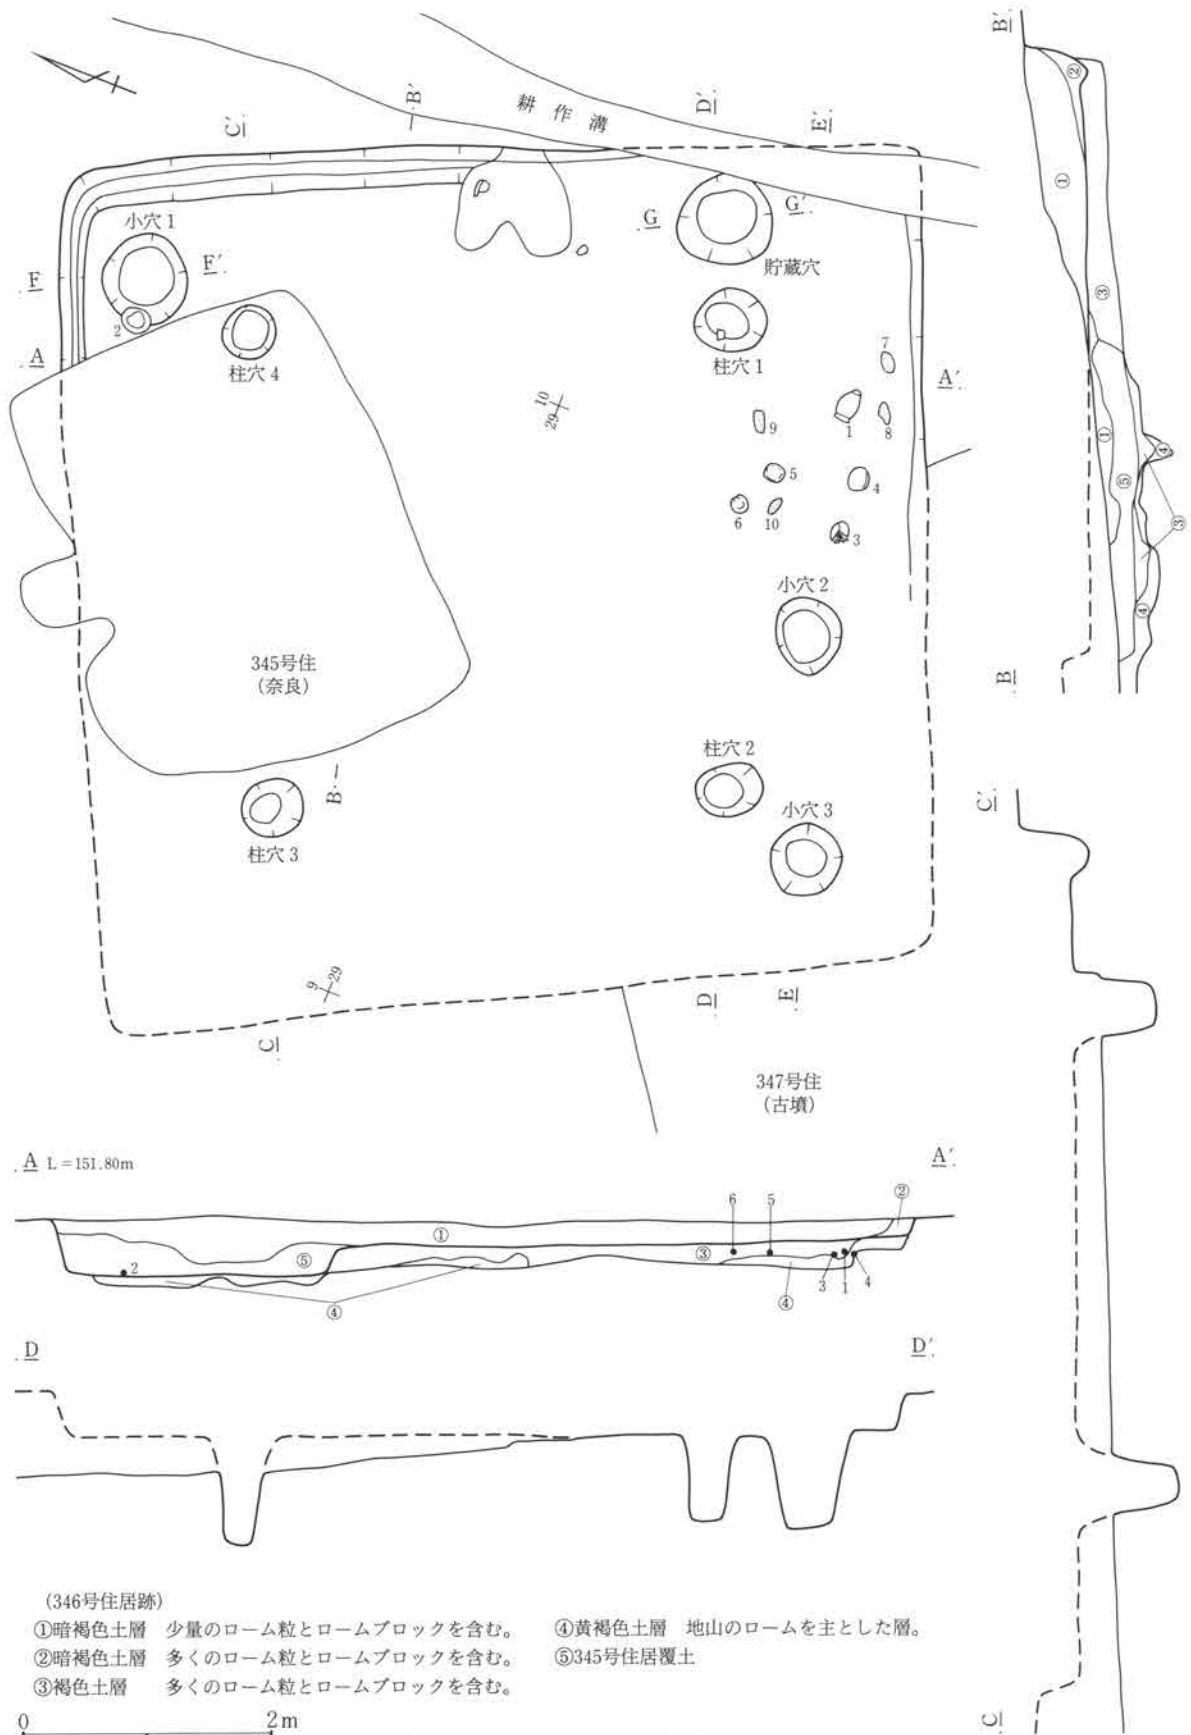 B′
耕作溝
B′
D′
E′
C′
②
①
小穴1
G
G′
F′
F
貯蔵穴
2
③
A
柱穴4
柱穴1
7
A′
10
29
1
8
9
①
④
5
4
⑤
6
10
3
③
小穴2
④
345号住
(奈良)
B
柱穴2
B
小穴3
C′
柱穴3
9
29
D
E
C
347号住
(古墳)
A L=151.80m
A′
②
6
5
①
③
⑤
2
3
1
4
④
④
D
D′
(346号住居跡)
①暗褐色土層 少量のローム粒とロームブロックを含む。
④黄褐色土層 地山のロームを主とした層。
②暗褐色土層 多くのローム粒とロームブロックを含む。
⑤345号住居覆土
③褐色土層 多くのローム粒とロームブロックを含む。
0
2m
C